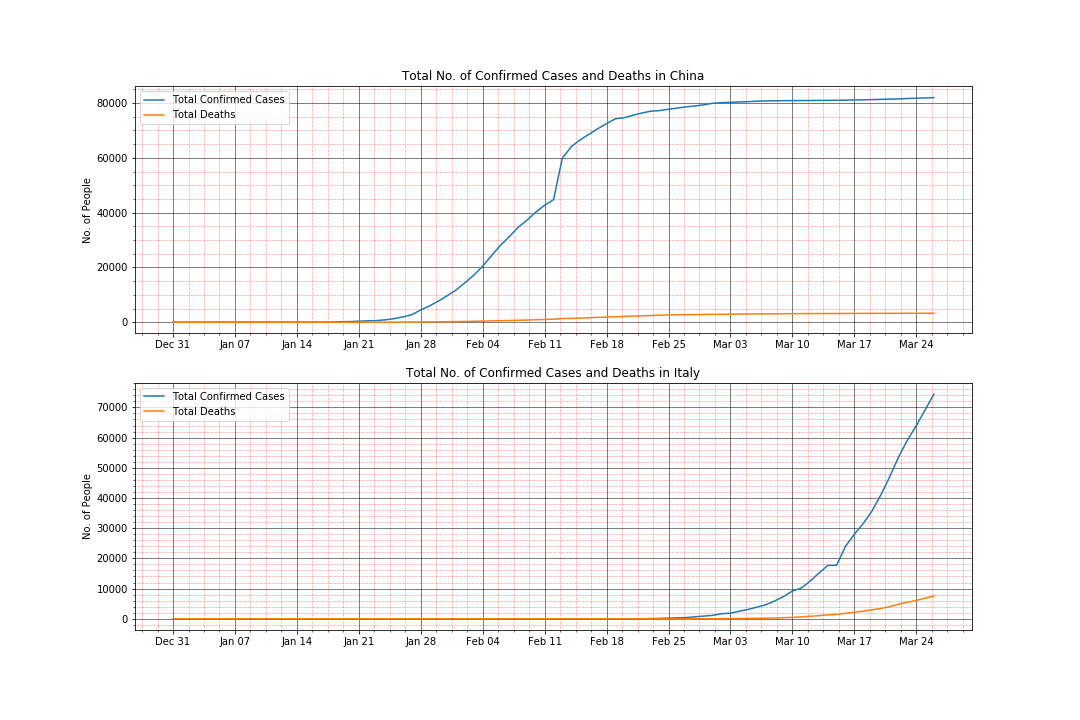 Total No. of Confirmed Cases and Deaths in China
Total Confirmed Cases
Total Deaths
No. of People
80000
60000
40000
20000
0
Dec 31 Jan 07 Jan 14 Jan 21 Jan 28 Feb 04 Feb 11 Feb 18 Feb 25 Mar 03 Mar 10 Mar 17 Mar 24
Total No. of Confirmed Cases and Deaths in Italy
Total Confirmed Cases
Total Deaths
No. of People
70000
60000
50000
40000
30000
20000
10000
0
Dec 31 Jan 07 Jan 14 Jan 21 Jan 28 Feb 04 Feb 11 Feb 18 Feb 25 Mar 03 Mar 10 Mar 17 Mar 24